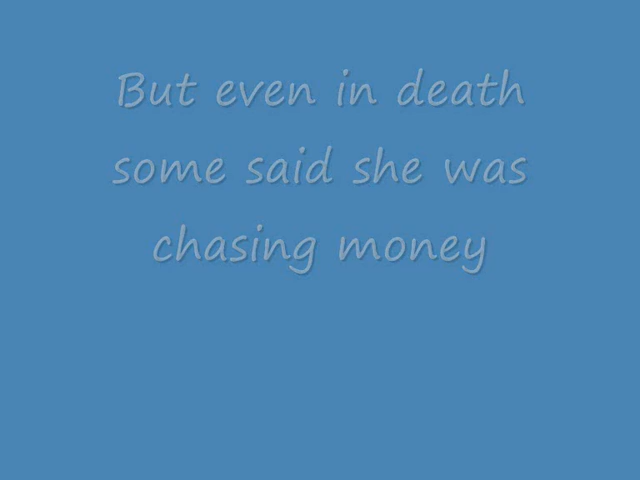 But even in death
some said she was
chasing money